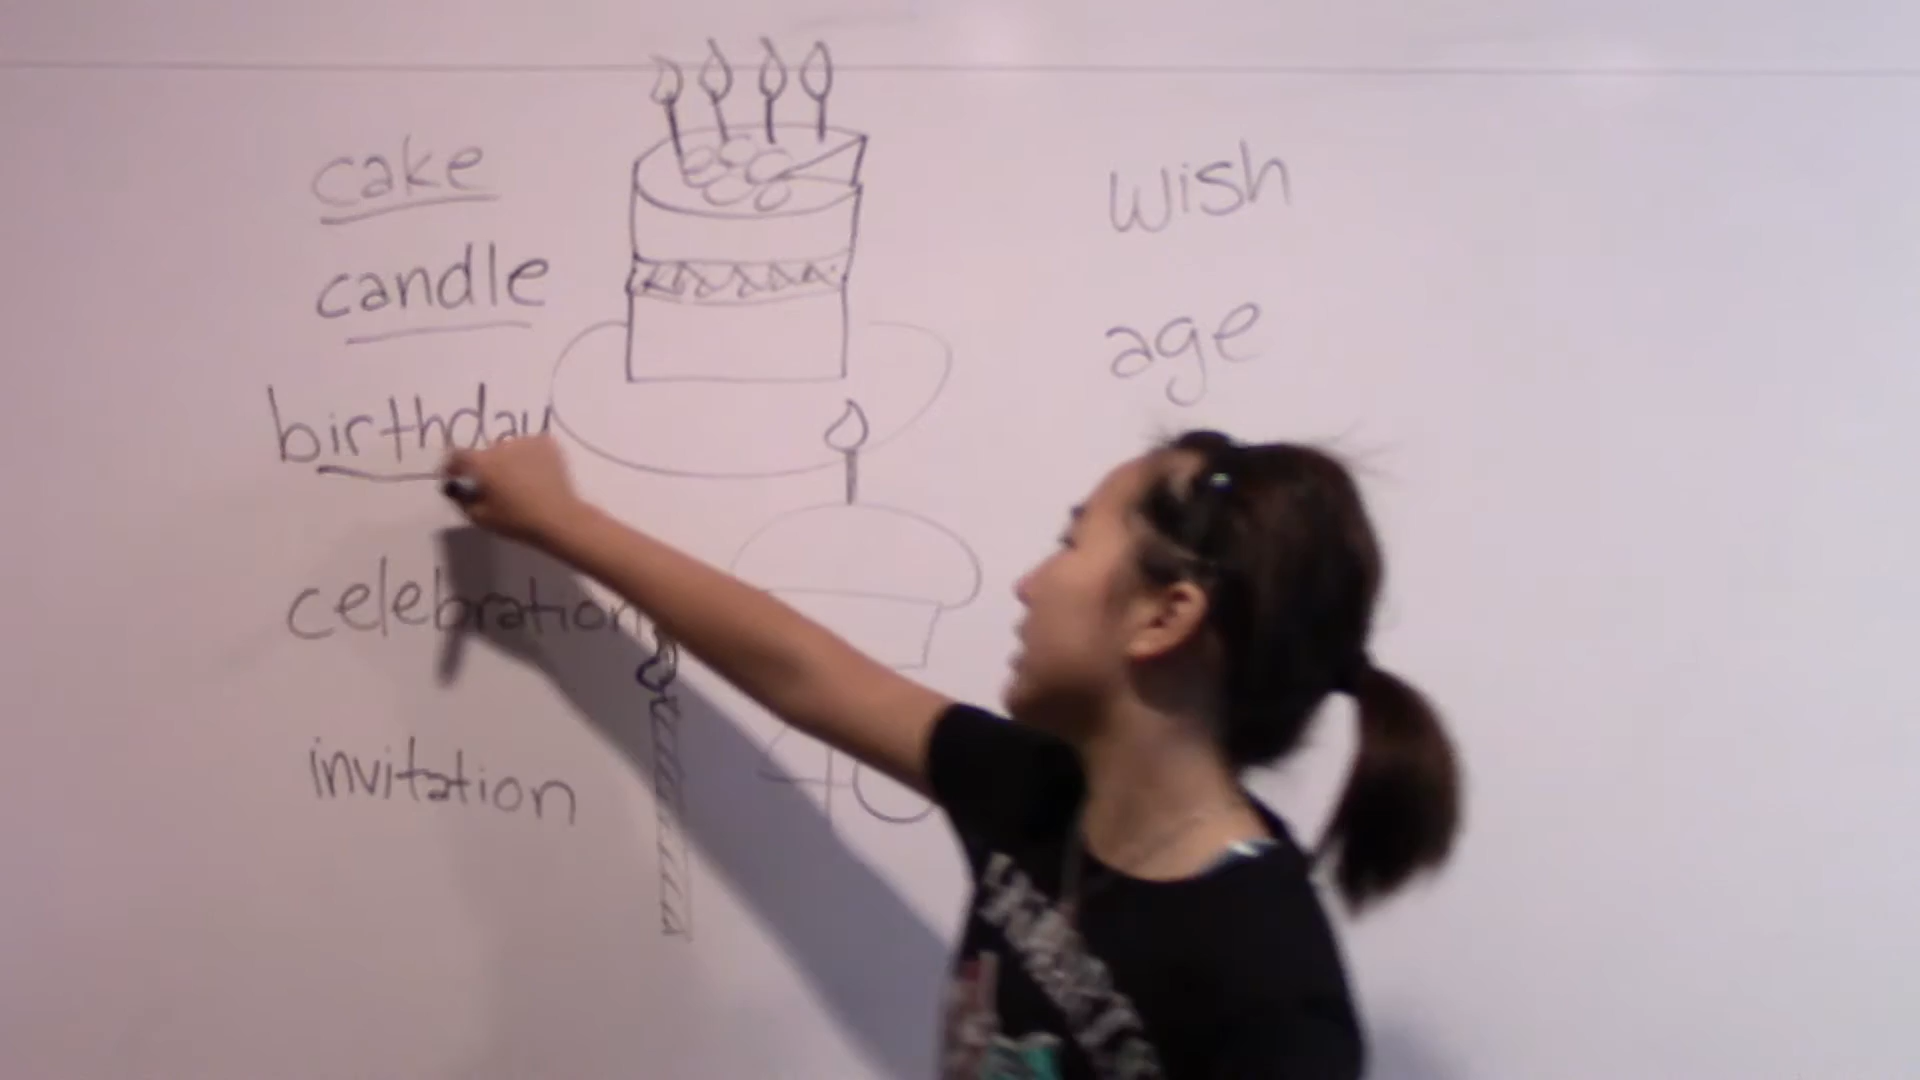 cake
candle
birthday
celebration
invitation
wish
age